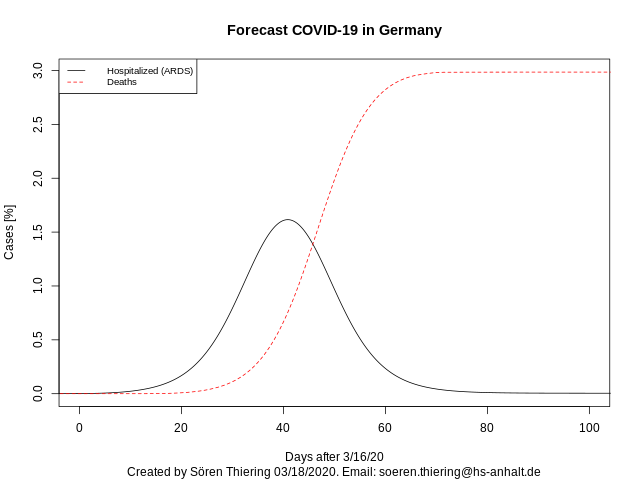 Forecast COVID-19 in Germany
Hospitalized (ARDS)
Deaths
Cases [%]
3.0
2.5
2.0
1.5
1.0
0.5
0.0
0 20 40 60 80 100
Days after 3/16/20
Created by Sören Thiering 03/18/2020. Email: soeren.thiering@hs-anhalt.de